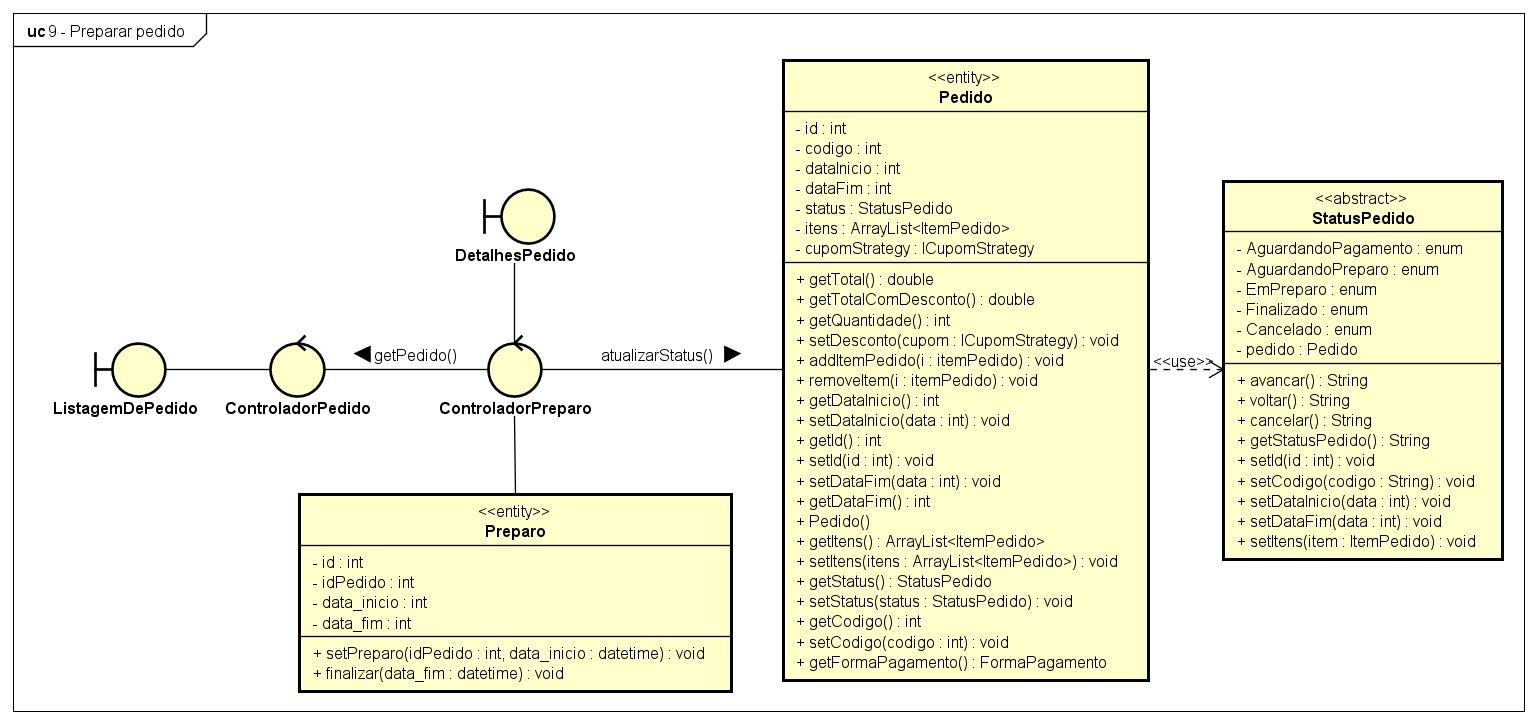 uc 9 - Preparar pedido
<<entity>>
Pedido
- id : int
- codigo : int
- dataInicio : int
- dataFim : int
- status : StatusPedido
- itens : ArrayList<ItemPedido>
- cupomStrategy : ICupomStrategy
+ getTotal() : double
+ getTotalComDesconto() : double
+ getQuantidade() : int
+ setDesconto(cupom : ICupomStrategy) : void
+ addItemPedido(i : itemPedido) : void
+ removeItem(i : itemPedido) : void
+ getDataInicio() : int
+ setDataInicio(data : int) : void
+ getId() : int
+ setId(id : int) : void
+ setDataFim(data : int) : void
+ getDataFim() : int
+ Pedido()
+ getItens() : ArrayList<ItemPedido>
+ setItens(itens : ArrayList<ItemPedido>) : void
+ getStatus() : StatusPedido
+ setStatus(status : StatusPedido) : void
+ getCodigo() : int
+ setCodigo(codigo : int) : void
+ getFormaPagamento() : FormaPagamento
<<use>>
<<abstract>>
StatusPedido
- AguardandoPagamento : enum
- AguardandoPreparo : enum
- EmPreparo : enum
- Finalizado : enum
- Cancelado : enum
- pedido : Pedido
+ avancar() : String
+ voltar() : String
+ cancelar() : String
+ getStatusPedido() : String
+ setId(id : int) : void
+ setCodigo(codigo : String) : void
+ setDataInicio(data : int) : void
+ setDataFim(data : int) : void
+ setItens(item : ItemPedido) : void
DetalhesPedido
getPedido()
atualizarStatus()
ListagemDePedido
ControladorPedido
ControladorPreparo
<<entity>>
Preparo
- id : int
- idPedido : int
- data_inicio : int
- data_fim : int
+ setPreparo(idPedido : int, data_inicio : datetime) : void
+ finalizar(data_fim : datetime) : void